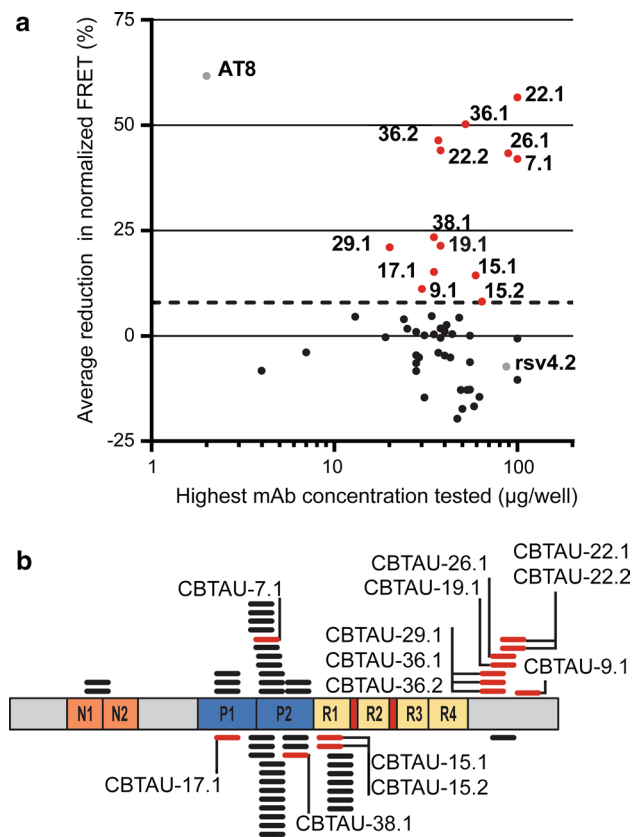 a
Average reduction in normalized FRET (%)
75
50
25
0
-25
AT8
22.1
36.1
36.2
26.1
22.2
7.1
38.1
29.1
19.1
17.1
15.1
9.1
15.2
rsv4.2
1
10
100
Highest mAb concentration tested (µg/well)
b
CBTAU-22.1
CBTAU-26.1
CBTAU-22.2
CBTAU-7.1
CBTAU-19.1
CBTAU-29.1
CBTAU-36.1
CBTAU-9.1
CBTAU-36.2
N1 N2 P1 P2 R1 R2 R3 R4
CBTAU-15.1
CBTAU-17.1
CBTAU-15.2
CBTAU-38.1